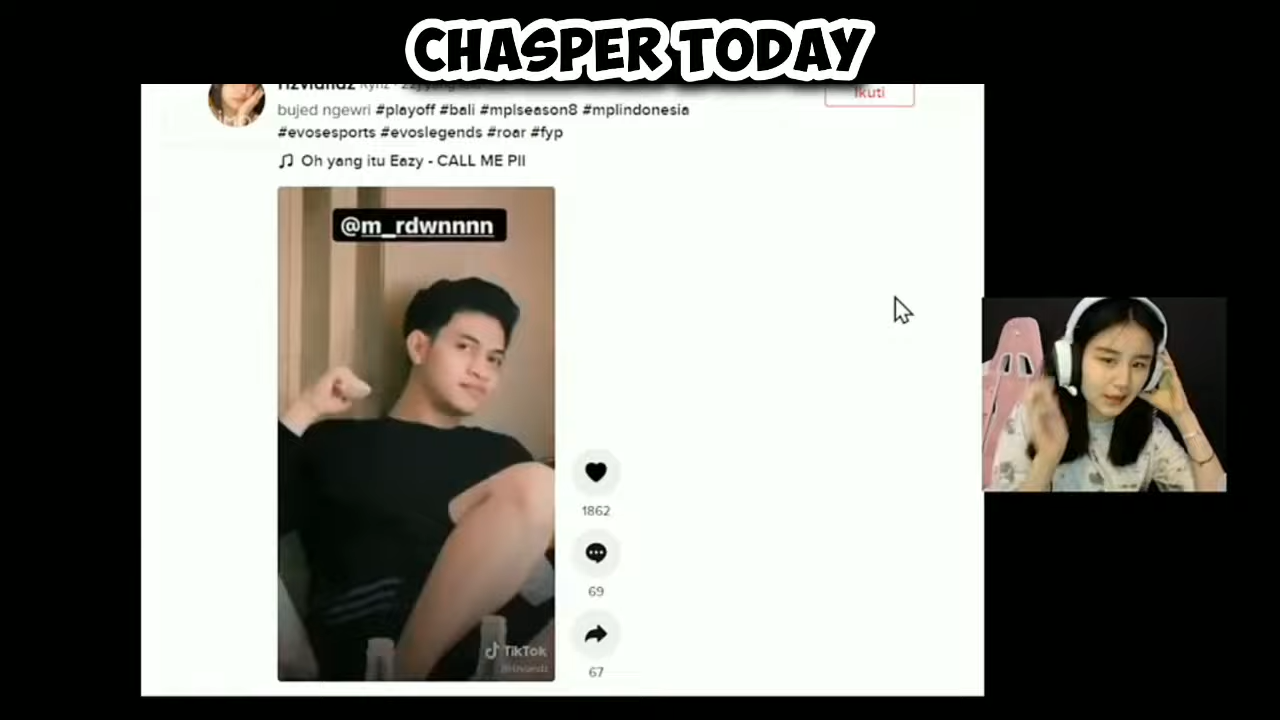 CHASPER TODAY
Ikuti
bujed ngewri #playoff #bali #mplseason8 #mplindonesia
#evosesports #evoslegends #roar #fyp
Oh yang itu Eazy - CALL ME PII
@m_rdwnnnn
1862
69
TikTok
67